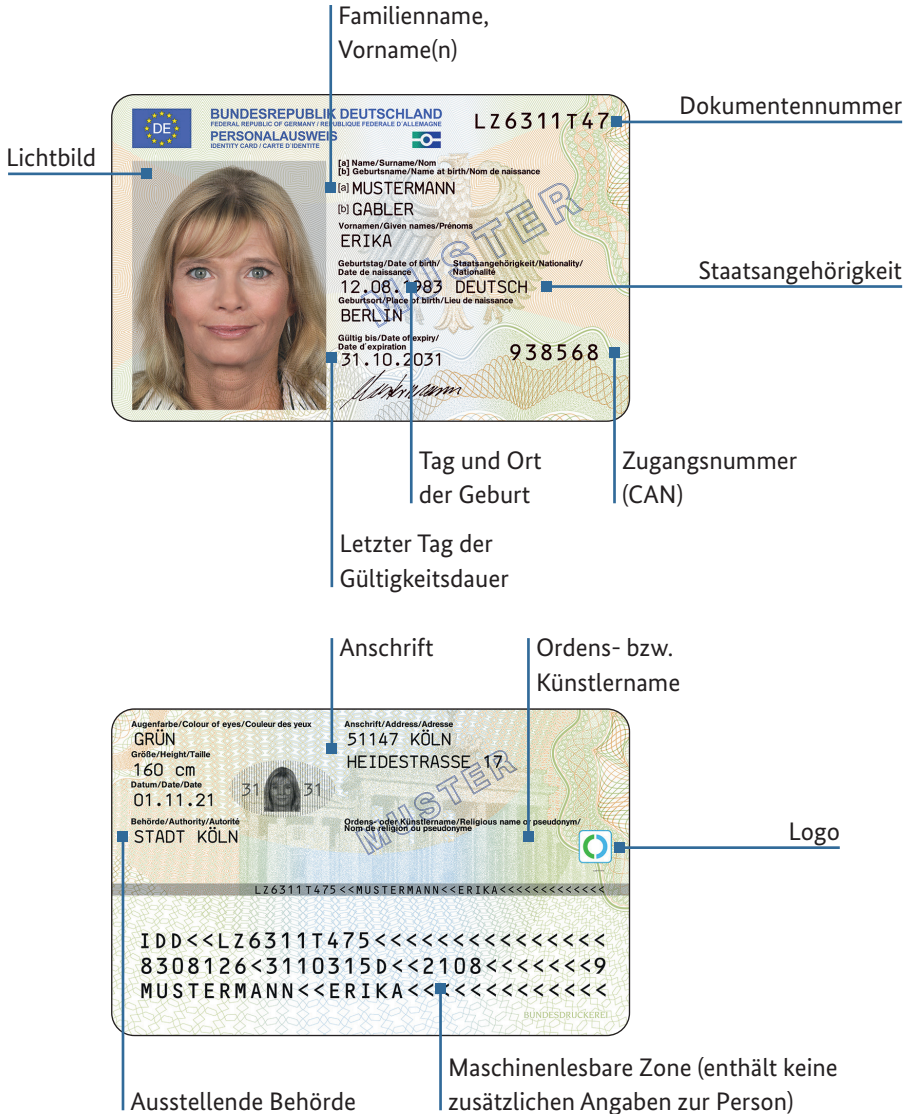 Familienname,
Vorname(n)
BUNDESREPUBLIK DEUTSCHLAND
FEDERAL REPUBLIC OF GERMANY / REPUBLIQUE FEDERALE D'ALLEMAGNE
PERSONALAUSWEIS
IDENTITY CARD / CARTE D'IDENTITE
DE
LZ6311T47
Dokumentennummer
Lichtbild
[a] Name/Surname/Nom
[b] Geburtsname/Name at birth/Nom de naissance
[a] MUSTERMANN
[b] GABLER
Vornamen/Given names/Prénoms
ERIKA
MUSTER
Geburtstag/Date of birth/
Date de naissance
Staatsangehörigkeit/Nationality/
Nationalité
Staatsangehörigkeit
12.08.1983 DEUTSCH
Geburtsort/Place of birth/Lieu de naissance
BERLIN
Gültig bis/Date of expiry/
Date d'expiration
31.10.2031
938568
Mustermann
Tag und Ort
der Geburt
Zugangsnummer
(CAN)
Letzter Tag der
Gültigkeitsdauer
Anschrift
Ordens- bzw.
Künstlername
Augenfarbe/Colour of eyes/Couleur des yeux
GRÜN
Größe/Height/Taille
160 cm
Datum/Date/Date
01.11.21
Behörde/Authority/Autorité
STADT KÖLN
31 31
Anschrift/Address/Adresse
51147 KÖLN
HEIDESTRASSE 17
MUSTER
Ordens- oder Künstlername/Religious name or pseudonym/
Nom de religion ou pseudonyme
Logo
LZ6311T475<<MUSTERMANN<<ERIKA<<<<<<<<<<<<<
IDD<<LZ6311T475<<<<<<<<<<<<<<<
8308126<3110315D<<2108<<<<<<<9
MUSTERMANN<<ERIKA<<<<<<<<<<<<<
BUNDESDRUCKEREI
Ausstellende Behörde
Maschinenlesbare Zone (enthält keine
zusätzlichen Angaben zur Person)